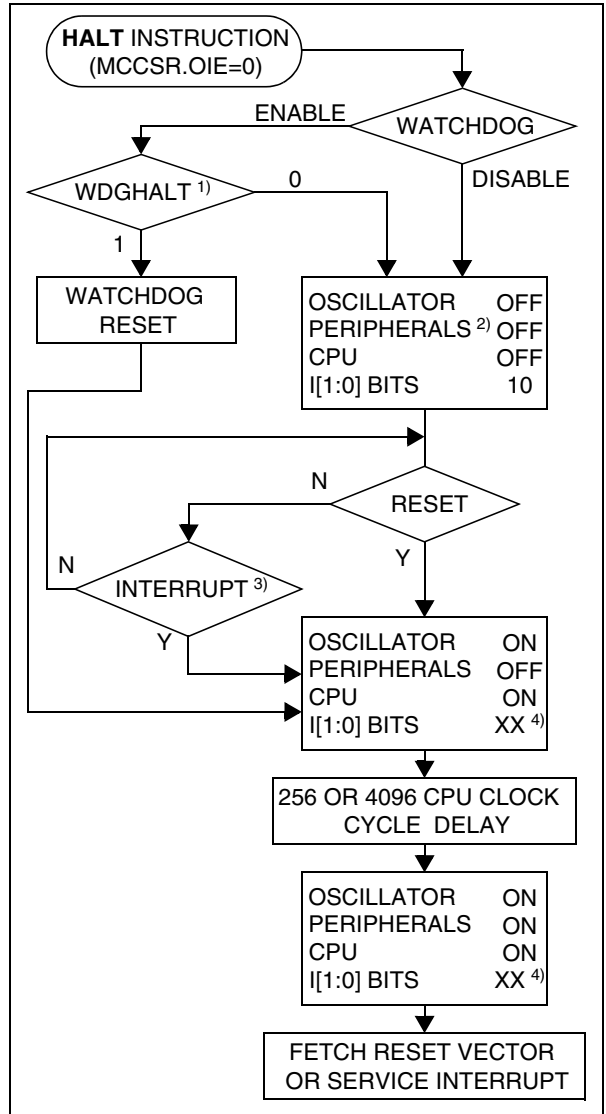 HALT INSTRUCTION
(MCCSR.OIE=0)
ENABLE
WATCHDOG
WDGHALT 1)
0
DISABLE
1
WATCHDOG
RESET
OSCILLATOR OFF
PERIPHERALS 2) OFF
CPU OFF
I[1:0] BITS 10
N
RESET
N
INTERRUPT 3)
Y
Y
OSCILLATOR ON
PERIPHERALS OFF
CPU ON
I[1:0] BITS XX 4)
256 OR 4096 CPU CLOCK
CYCLE DELAY
OSCILLATOR ON
PERIPHERALS ON
CPU ON
I[1:0] BITS XX 4)
FETCH RESET VECTOR
OR SERVICE INTERRUPT